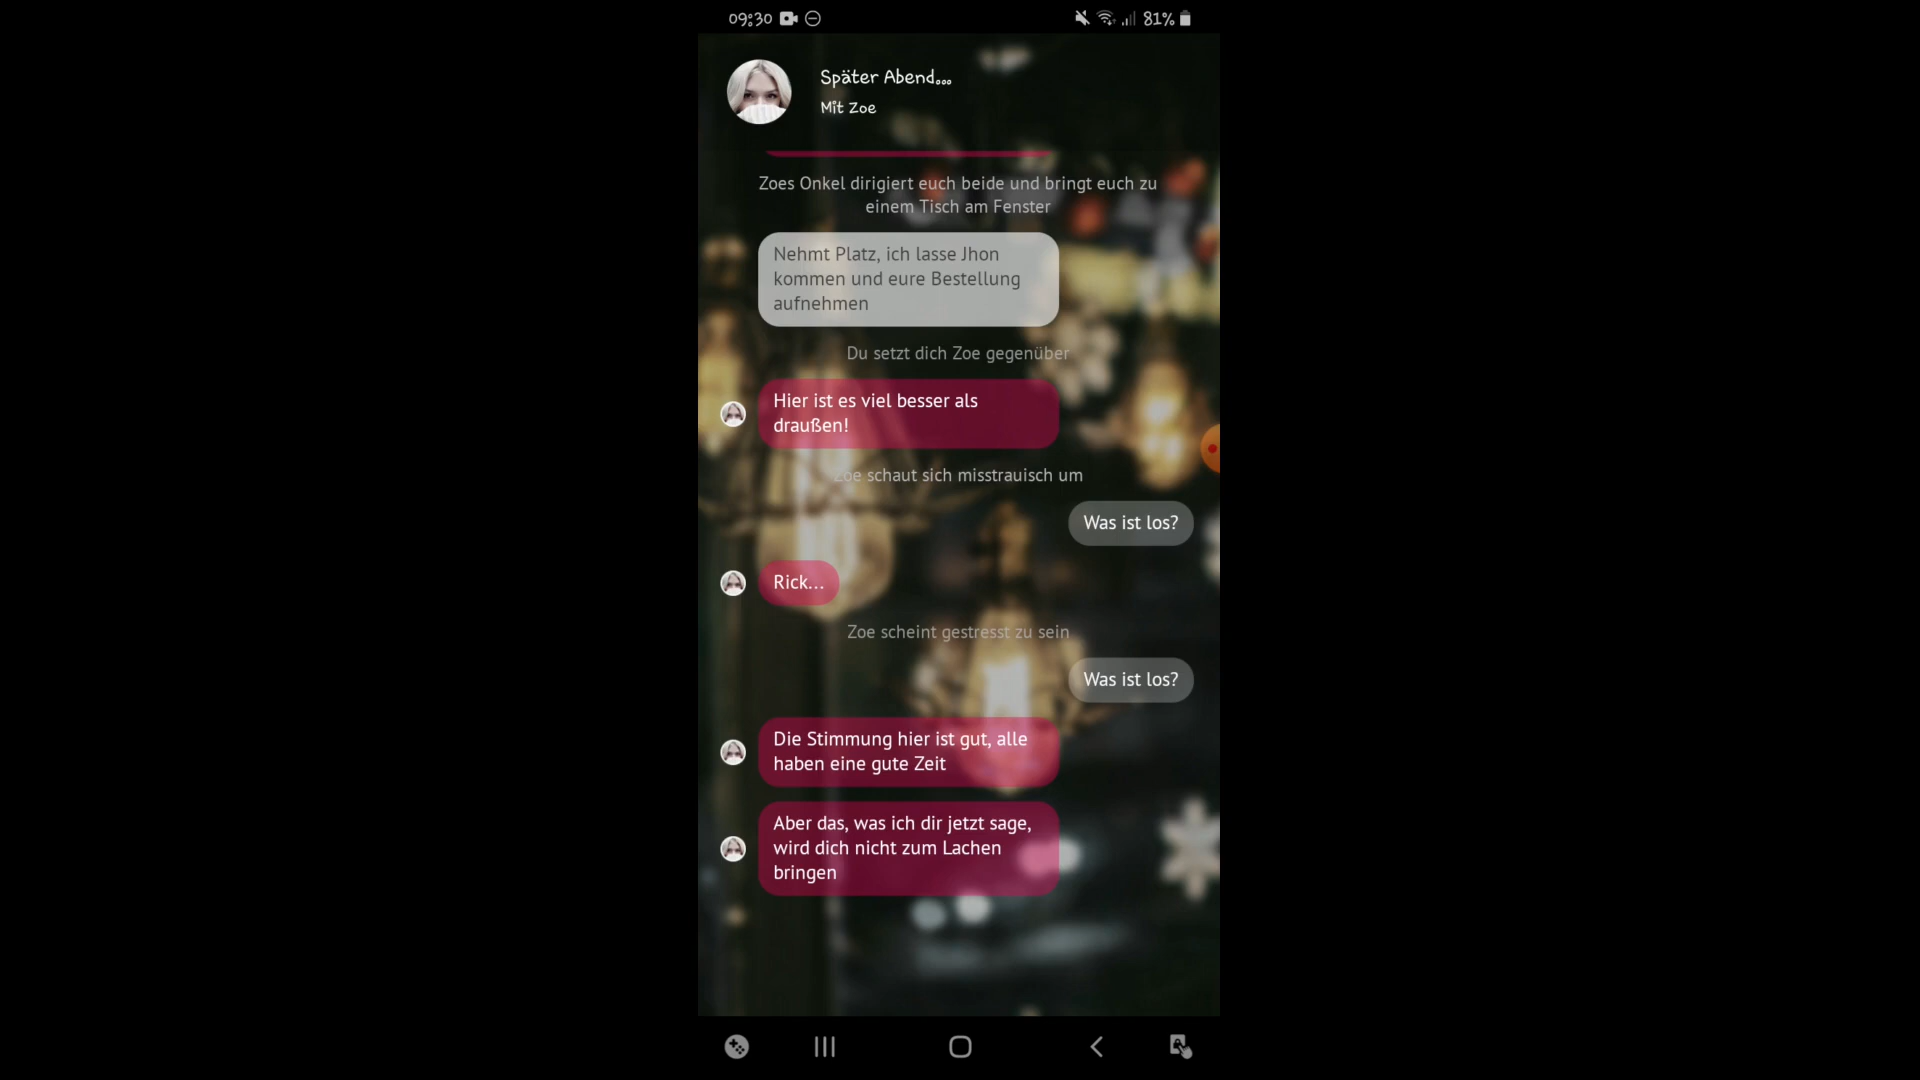 09:30
81%
Später Abend...
Mit Zoe
Zoes Onkel dirigiert euch beide und bringt euch zu
einem Tisch am Fenster
Nehmt Platz, ich lasse Jhon
kommen und eure Bestellung
aufnehmen
Du setzt dich Zoe gegenüber
Hier ist es viel besser als
draußen!
Zoe schaut sich misstrauisch um
Was ist los?
Rick...
Zoe scheint gestresst zu sein
Was ist los?
Die Stimmung hier ist gut, alle
haben eine gute Zeit
Aber das, was ich dir jetzt sage,
wird dich nicht zum Lachen
bringen